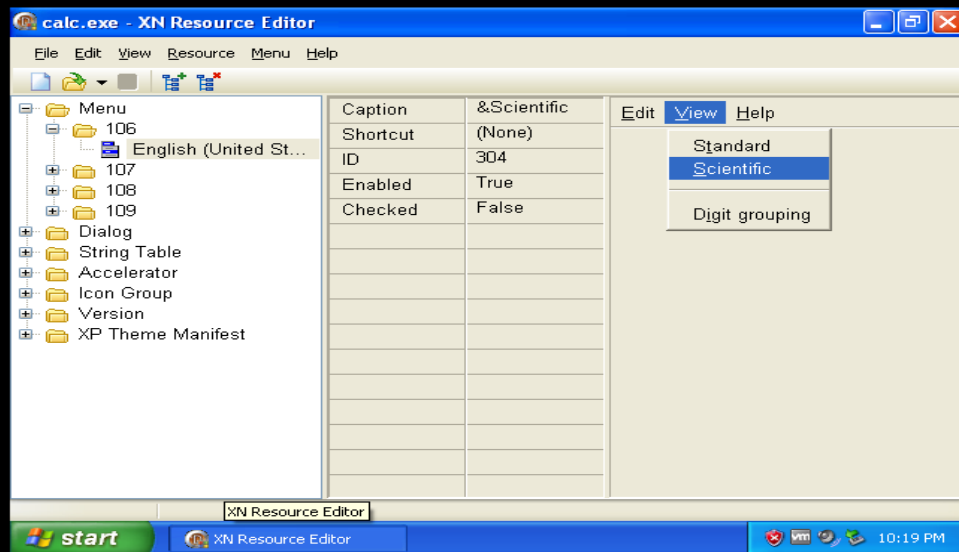 calc.exe - XN Resource Editor
File Edit View Resource Menu Help
Menu
106
English (United St...
107
108
109
Dialog
String Table
Accelerator
Icon Group
Version
XP Theme Manifest
Caption &Scientific
Shortcut (None)
ID 304
Enabled True
Checked False
Edit View Help
Standard
Scientific
Digit grouping
XN Resource Editor
start XN Resource Editor vm 10:19 PM